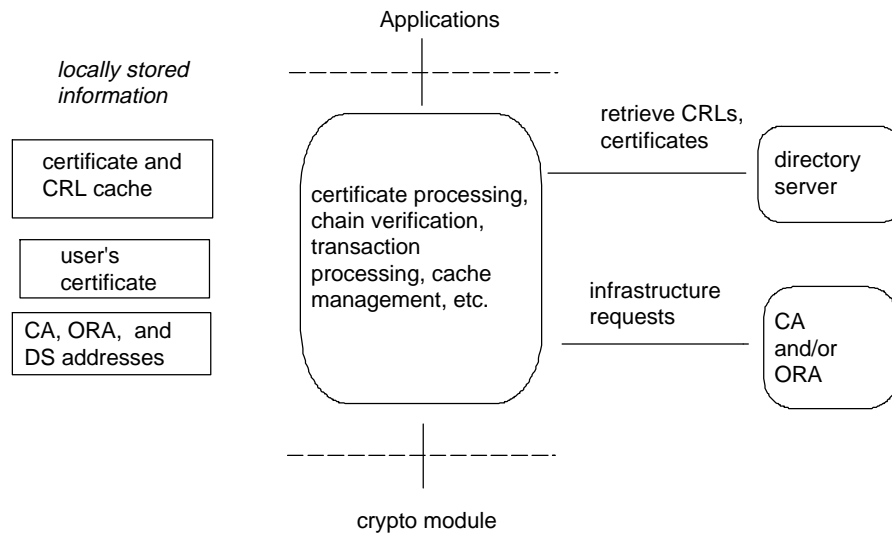 Applications
locally stored
information
certificate and
CRL cache
user's
certificate
CA, ORA, and
DS addresses
certificate processing,
chain verification,
transaction
processing, cache
management, etc.
retrieve CRLs,
certificates
directory
server
infrastructure
requests
CA
and/or
ORA
crypto module